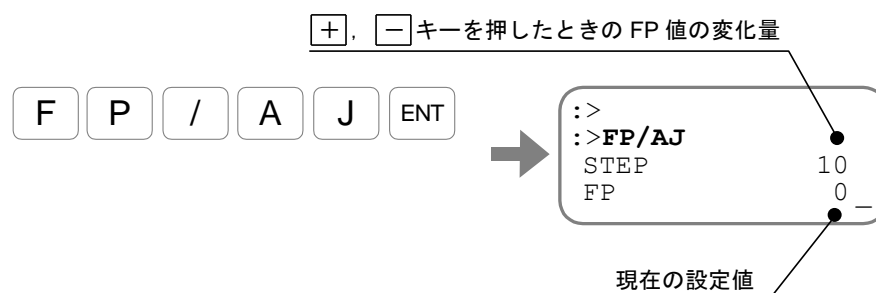 +, −キーを押したときの FP 値の変化量
F P / A J ENT
:>
:>FP/AJ
STEP 10
FP 0_
現在の設定値